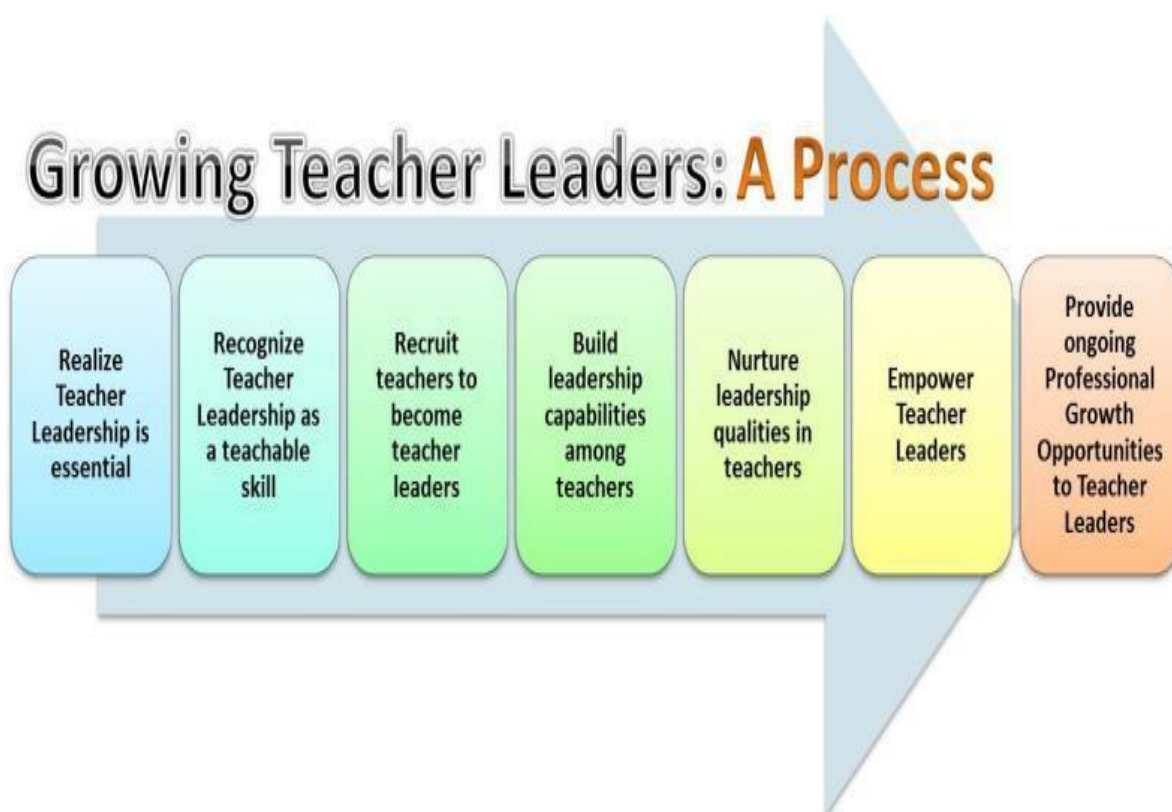 Growing Teacher Leaders: A Process
Realize
Teacher
Leadership is
essential
Recognize
Teacher
Leadership as
a teachable
skill
Recruit
teachers to
become
teacher
leaders
Build
leadership
capabilities
among
teachers
Nurture
leadership
qualities in
teachers
Empower
Teacher
Leaders
Provide
ongoing
Professional
Growth
Opportunities
to Teacher
Leaders